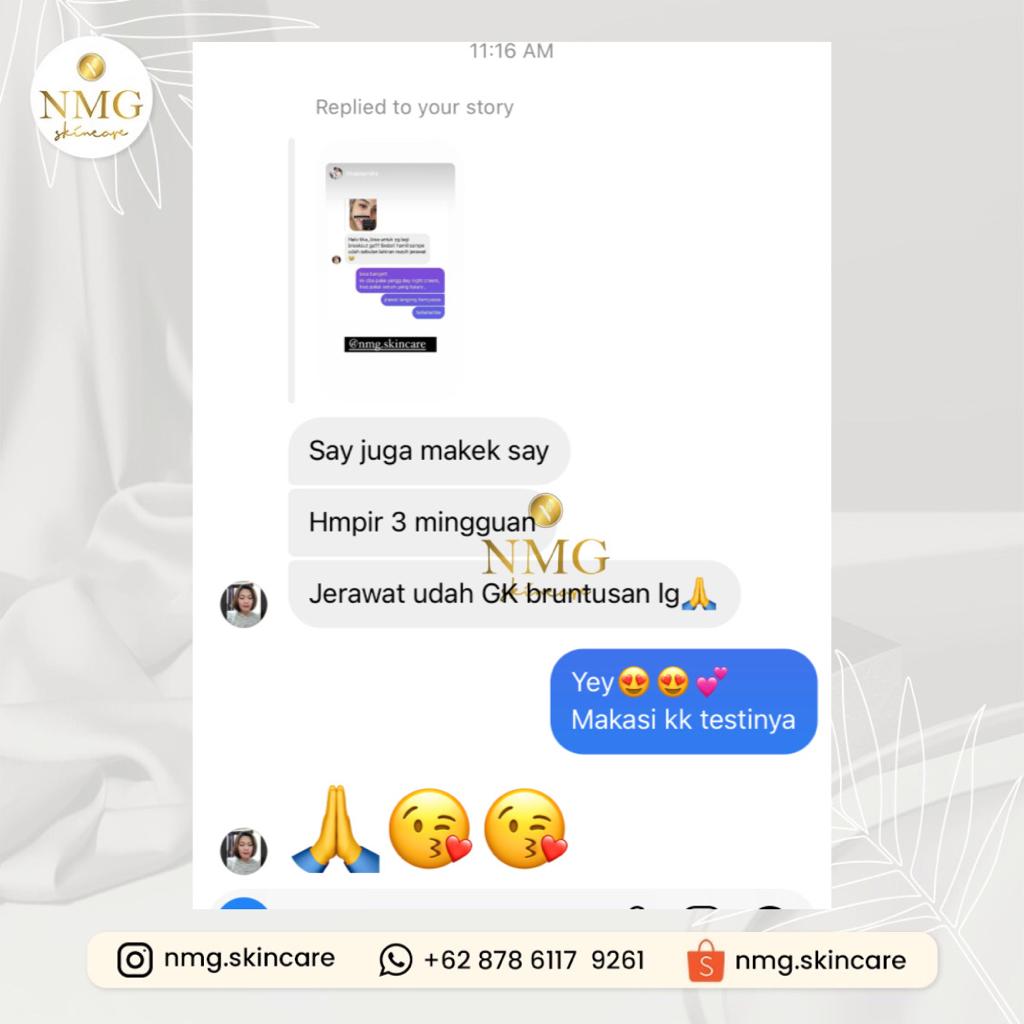 NMG
skincare
11:16 AM
Replied to your story
@nmg.skincare
Say juga makek say
Hmpir 3 mingguan
NMG
skincare
Jerawat udah GK bruntusan lg🙏
Yey😍😍💕
Makasi kk testinya
🙏😘😘
nmg.skincare
+62 878 6117 9261
nmg.skincare